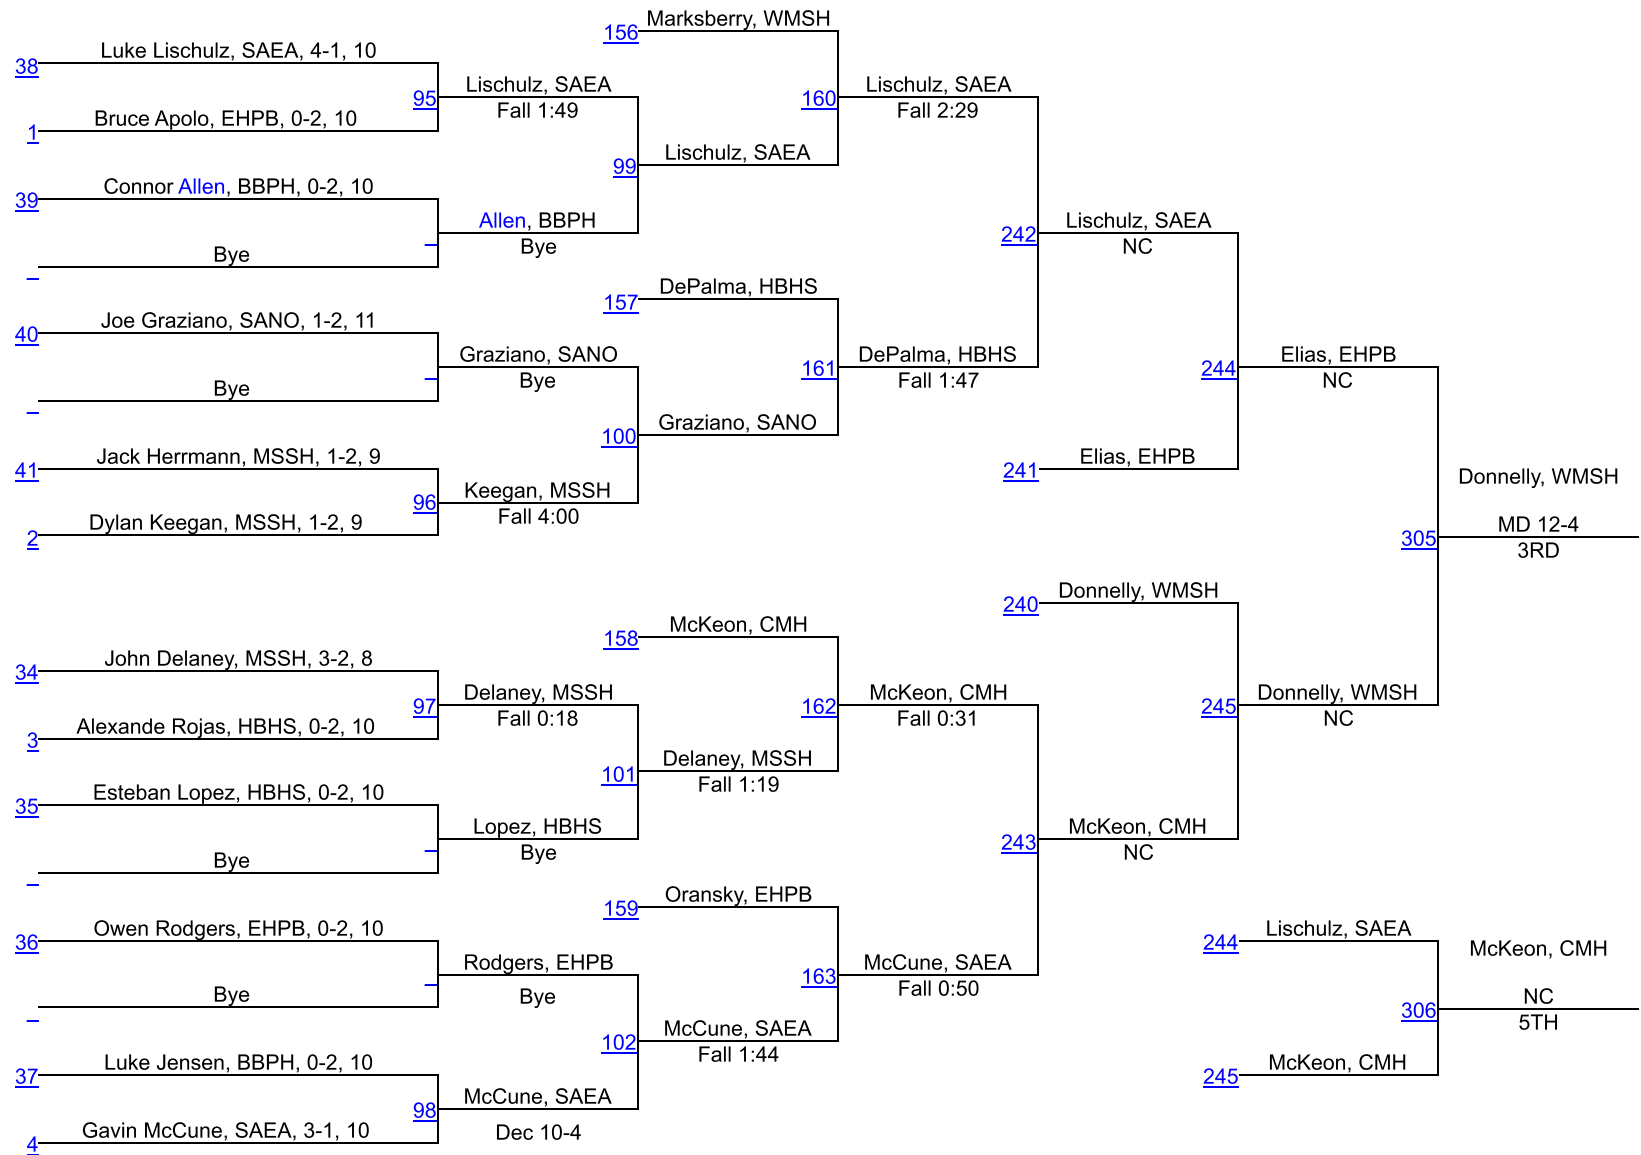 Marksberry, WMSH
156
Luke Lischulz, SAEA, 4-1, 10
38
Lischulz, SAEA
95
Fall 1:49
Lischulz, SAEA
160
Fall 2:29
Bruce Apolo, EHPB, 0-2, 10
1
Lischulz, SAEA
99
Connor Allen, BBPH, 0-2, 10
39
Allen, BBPH
Bye
Lischulz, SAEA
242
NC
Bye
DePalma, HBHS
157
Joe Graziano, SANO, 1-2, 11
40
Graziano, SANO
Bye
DePalma, HBHS
161
Fall 1:47
Elias, EHPB
244
NC
Bye
Graziano, SANO
100
Jack Herrmann, MSSH, 1-2, 9
41
Elias, EHPB
241
Donnelly, WMSH
Keegan, MSSH
96
Fall 4:00
Dylan Keegan, MSSH, 1-2, 9
2
MD 12-4
305
3RD
Donnelly, WMSH
240
McKeon, CMH
158
John Delaney, MSSH, 3-2, 8
34
Delaney, MSSH
97
Fall 0:18
McKeon, CMH
162
Fall 0:31
Donnelly, WMSH
245
NC
Alexande Rojas, HBHS, 0-2, 10
3
Delaney, MSSH
101
Fall 1:19
Esteban Lopez, HBHS, 0-2, 10
35
Lopez, HBHS
Bye
McKeon, CMH
243
NC
Bye
Oransky, EHPB
159
Owen Rodgers, EHPB, 0-2, 10
36
Lischulz, SAEA
244
McKeon, CMH
Rodgers, EHPB
Bye
McCune, SAEA
163
Fall 0:50
Bye
NC
306
5TH
McCune, SAEA
102
Fall 1:44
Luke Jensen, BBPH, 0-2, 10
37
McKeon, CMH
245
McCune, SAEA
98
Dec 10-4
Gavin McCune, SAEA, 3-1, 10
4